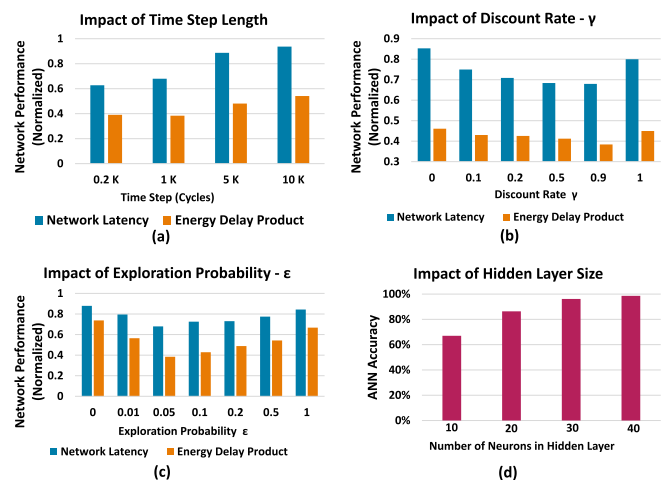 Impact of Time Step Length
Network Performance
(Normalized)
1
0.8
0.6
0.4
0.2
0
0.2 K 1 K 5 K 10 K
Time Step (Cycles)
Network Latency Energy Delay Product
(a)
Impact of Discount Rate - γ
Network Performance
(Normalized)
0.9
0.8
0.7
0.6
0.5
0.4
0.3
0 0.1 0.2 0.5 0.9 1
Discount Rate γ
Network Latency Energy Delay Product
(b)
Impact of Exploration Probability - ε
Network Performance
(Normalized)
1
0.8
0.6
0.4
0.2
0
0 0.01 0.05 0.1 0.2 0.5 1
Exploration Probability ε
Network Latency Energy Delay Product
(c)
Impact of Hidden Layer Size
ANN Accuracy
100%
80%
60%
40%
20%
0%
10 20 30 40
Number of Neurons in Hidden Layer
(d)